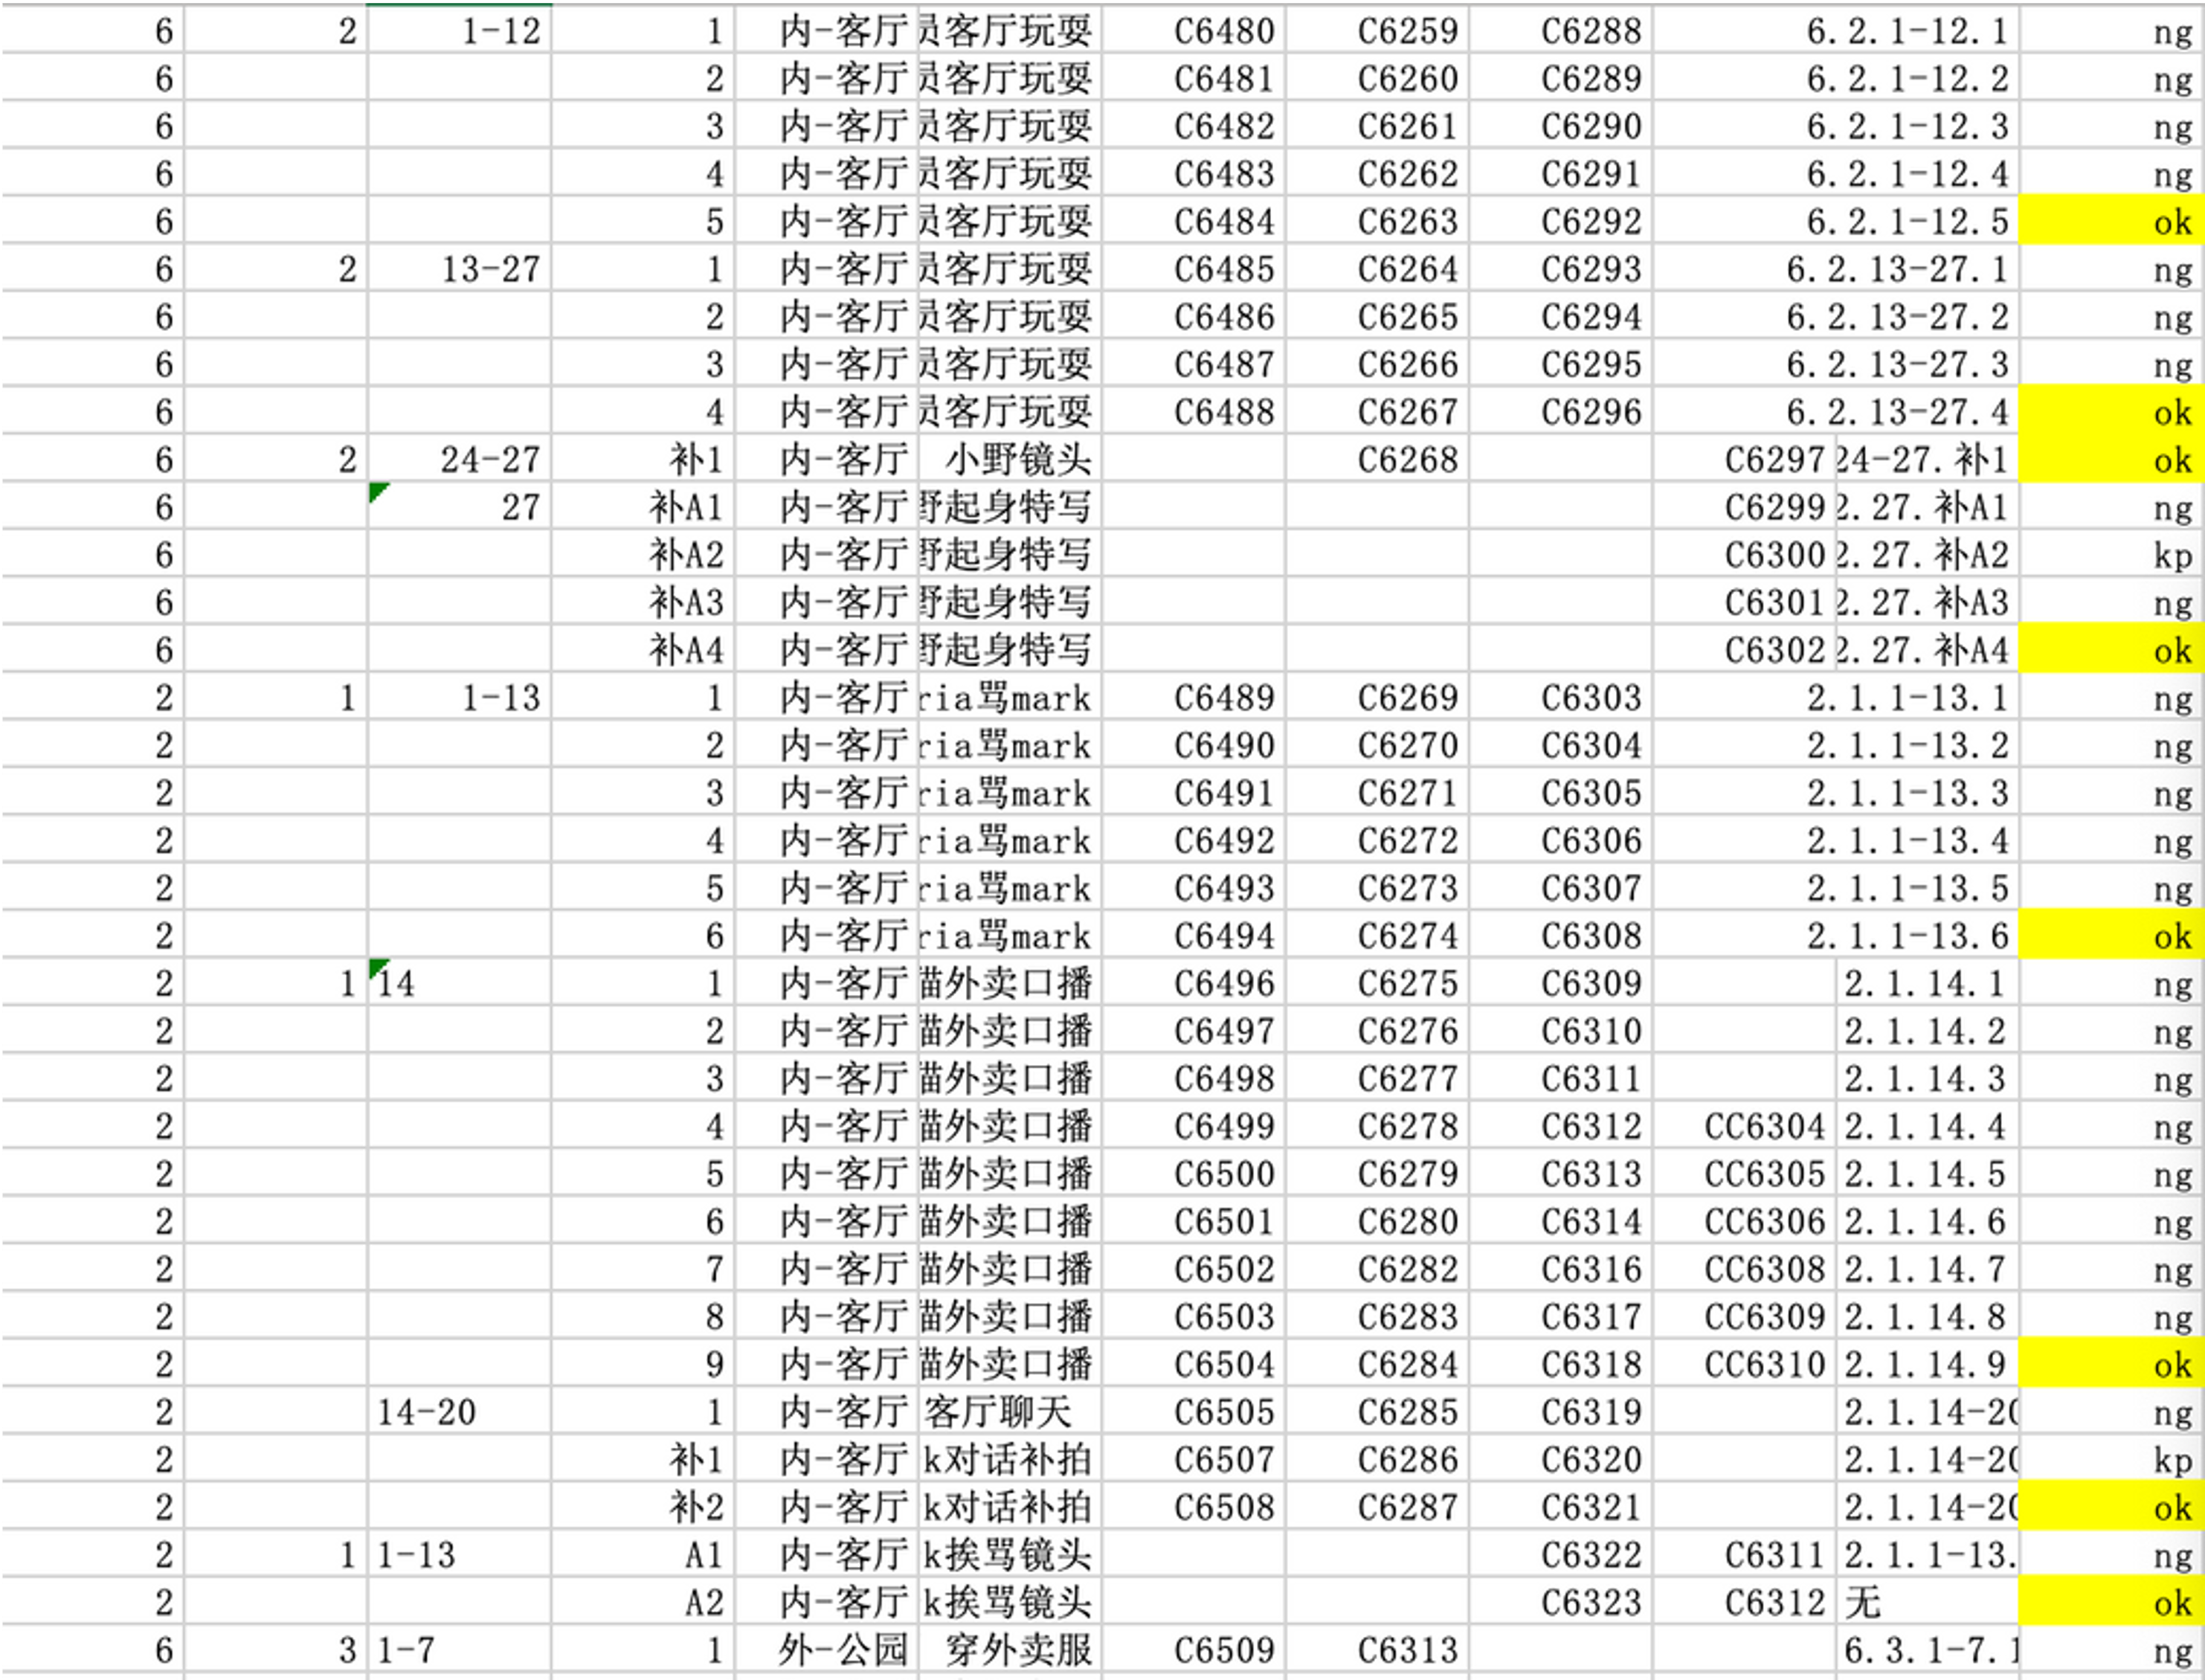 6 2 1-12 1 内-客厅 员客厅玩耍 C6480 C6259 C6288 6.2.1-12.1 ng
6 2 内-客厅 员客厅玩耍 C6481 C6260 C6289 6.2.1-12.2 ng
6 3 内-客厅 员客厅玩耍 C6482 C6261 C6290 6.2.1-12.3 ng
6 4 内-客厅 员客厅玩耍 C6483 C6262 C6291 6.2.1-12.4 ng
6 5 内-客厅 员客厅玩耍 C6484 C6263 C6292 6.2.1-12.5 ok
6 2 13-27 1 内-客厅 员客厅玩耍 C6485 C6264 C6293 6.2.13-27.1 ng
6 2 内-客厅 员客厅玩耍 C6486 C6265 C6294 6.2.13-27.2 ng
6 3 内-客厅 员客厅玩耍 C6487 C6266 C6295 6.2.13-27.3 ng
6 4 内-客厅 员客厅玩耍 C6488 C6267 C6296 6.2.13-27.4 ok
6 2 24-27 补1 内-客厅 小野镜头 C6268 C6297 24-27.补1 ok
6 27 补A1 内-客厅 野起身特写 C6299 2.27.补A1 ng
6 补A2 内-客厅 野起身特写 C6300 2.27.补A2 kp
6 补A3 内-客厅 野起身特写 C6301 2.27.补A3 ng
6 补A4 内-客厅 野起身特写 C6302 2.27.补A4 ok
2 1 1-13 1 内-客厅 ria骂mark C6489 C6269 C6303 2.1.1-13.1 ng
2 2 内-客厅 ria骂mark C6490 C6270 C6304 2.1.1-13.2 ng
2 3 内-客厅 ria骂mark C6491 C6271 C6305 2.1.1-13.3 ng
2 4 内-客厅 ria骂mark C6492 C6272 C6306 2.1.1-13.4 ng
2 5 内-客厅 ria骂mark C6493 C6273 C6307 2.1.1-13.5 ng
2 6 内-客厅 ria骂mark C6494 C6274 C6308 2.1.1-13.6 ok
2 1 14 1 内-客厅 猫外卖口播 C6496 C6275 C6309 2.1.14.1 ng
2 2 内-客厅 猫外卖口播 C6497 C6276 C6310 2.1.14.2 ng
2 3 内-客厅 猫外卖口播 C6498 C6277 C6311 2.1.14.3 ng
2 4 内-客厅 猫外卖口播 C6499 C6278 C6312 CC6304 2.1.14.4 ng
2 5 内-客厅 猫外卖口播 C6500 C6279 C6313 CC6305 2.1.14.5 ng
2 6 内-客厅 猫外卖口播 C6501 C6280 C6314 CC6306 2.1.14.6 ng
2 7 内-客厅 猫外卖口播 C6502 C6282 C6316 CC6308 2.1.14.7 ng
2 8 内-客厅 猫外卖口播 C6503 C6283 C6317 CC6309 2.1.14.8 ng
2 9 内-客厅 猫外卖口播 C6504 C6284 C6318 CC6310 2.1.14.9 ok
2 14-20 1 内-客厅 客厅聊天 C6505 C6285 C6319 2.1.14-20 ng
2 补1 内-客厅 k对话补拍 C6507 C6286 C6320 2.1.14-20 kp
2 补2 内-客厅 k对话补拍 C6508 C6287 C6321 2.1.14-20 ok
2 1 1-13 A1 内-客厅 k挨骂镜头 C6322 C6311 2.1.1-13. ng
2 A2 内-客厅 k挨骂镜头 C6323 C6312 无 ok
6 3 1-7 1 外-公园 穿外卖服 C6509 C6313 6.3.1-7.1 ng